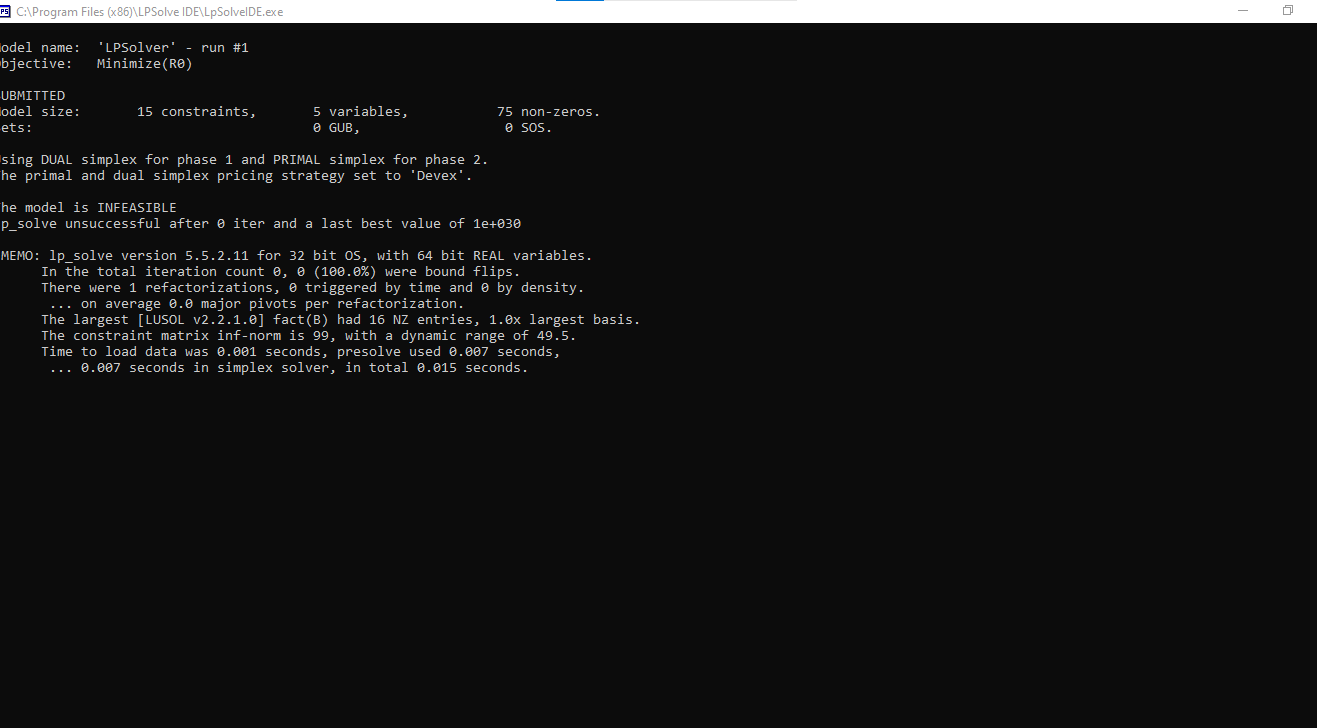 PS C:\Program Files (x86)\LPSolve IDE\LpSolveIDE.exe
odel name:  'LPSolver' - run #1
bjective:   Minimize(R0)
UBMITTED
odel size:       15 constraints,       5 variables,           75 non-zeros.
ets:                                   0 GUB,                  0 SOS.
sing DUAL simplex for phase 1 and PRIMAL simplex for phase 2.
he primal and dual simplex pricing strategy set to 'Devex'.
he model is INFEASIBLE
p_solve unsuccessful after 0 iter and a last best value of 1e+030
MEMO: lp_solve version 5.5.2.11 for 32 bit OS, with 64 bit REAL variables.
In the total iteration count 0, 0 (100.0%) were bound flips.
There were 1 refactorizations, 0 triggered by time and 0 by density.
... on average 0.0 major pivots per refactorization.
The largest [LUSOL v2.2.1.0] fact(B) had 16 NZ entries, 1.0x largest basis.
The constraint matrix inf-norm is 99, with a dynamic range of 49.5.
Time to load data was 0.001 seconds, presolve used 0.007 seconds,
... 0.007 seconds in simplex solver, in total 0.015 seconds.